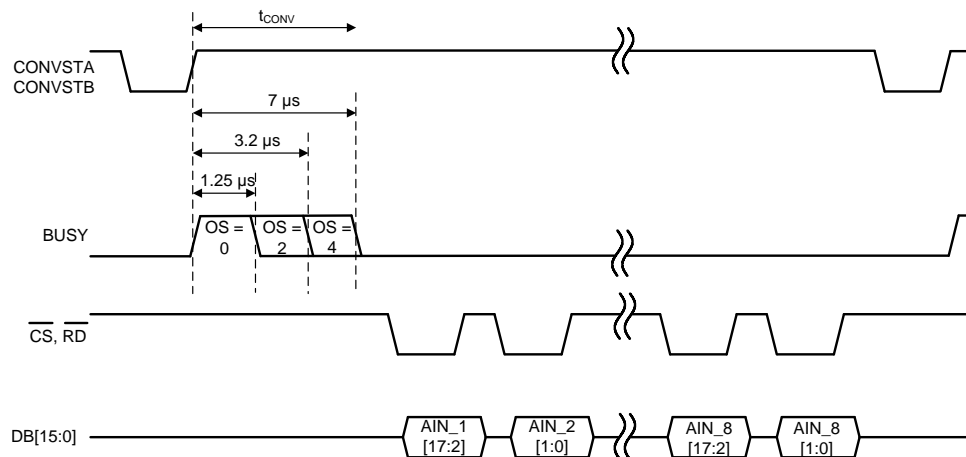 tCONV
CONVSTA
CONVSTB
7 µs
3.2 µs
1.25 µs
BUSY
OS =
0
OS =
2
OS =
4
CS, RD
DB[15:0]
AIN_1
[17:2]
AIN_2
[1:0]
AIN_8
[17:2]
AIN_8
[1:0]